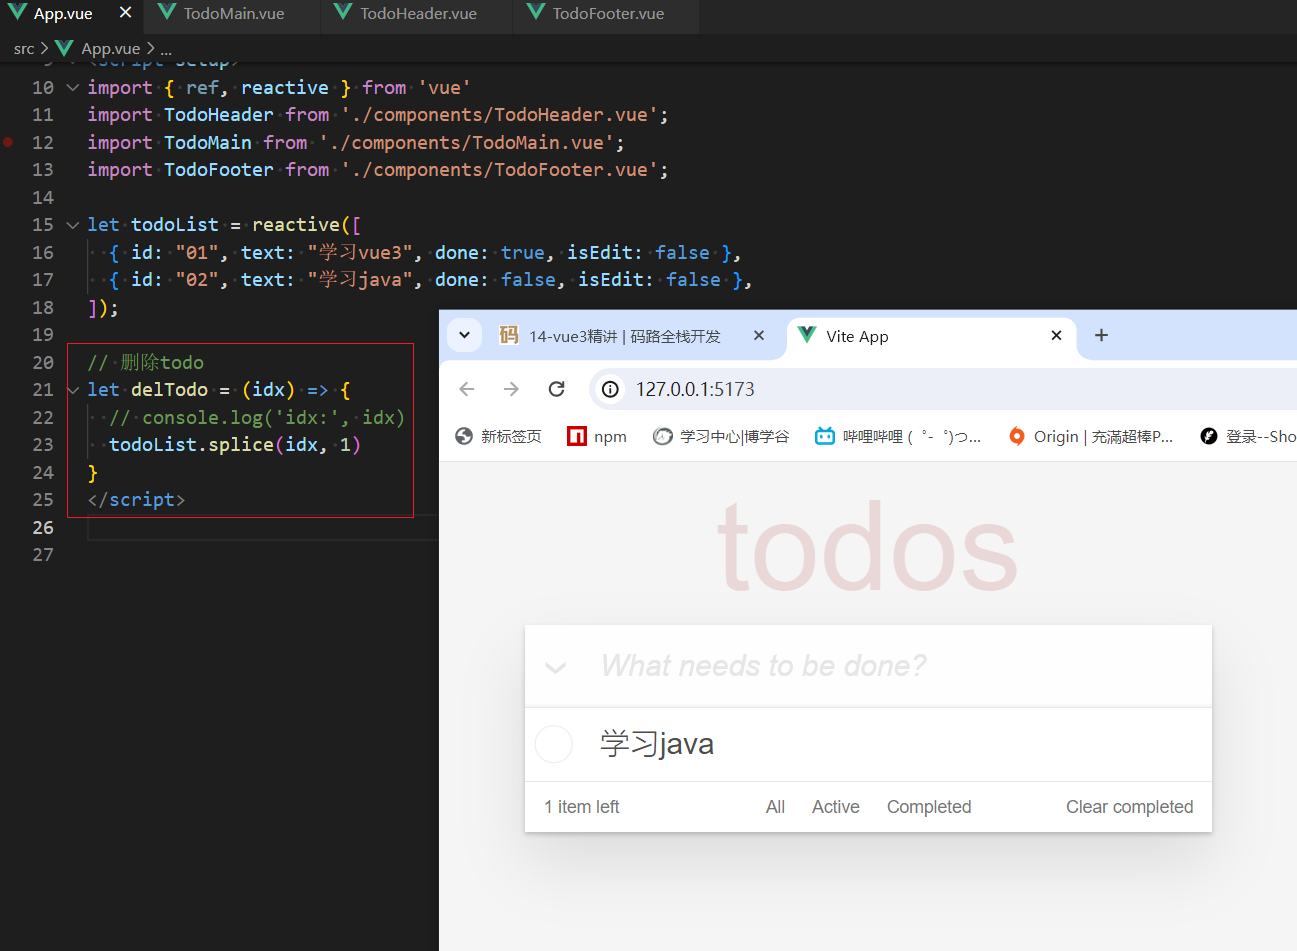 App.vue TodoMain.vue TodoHeader.vue TodoFooter.vue
src > App.vue > ...
9 <script setup>
10 import { ref, reactive } from 'vue'
11 import TodoHeader from './components/TodoHeader.vue';
12 import TodoMain from './components/TodoMain.vue';
13 import TodoFooter from './components/TodoFooter.vue';
14
15 let todoList = reactive([
16 { id: "01", text: "学习vue3", done: true, isEdit: false },
17 { id: "02", text: "学习java", done: false, isEdit: false },
18 ]);
19
20 // 删除todo
21 let delTodo = (idx) => {
22 // console.log('idx:', idx)
23 todoList.splice(idx, 1)
24 }
25 </script>
26
27
码 14-vue3精讲 | 码路全栈开发 Vite App
127.0.0.1:5173
新标签页 npm 学习中心|博学谷 哔哩哔哩 ( ゜- ゜)つ... Origin | 充滿超棒P... 登录--Sho
todos
What needs to be done?
学习java
1 item left All Active Completed Clear completed